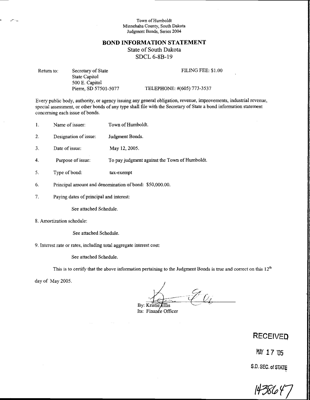 Town of Humboldt
Minnehaha County, South Dakota
Judgment Bonds, Series 2004
BOND INFORMATION STATEMENT
State of South Dakota
SDCL 6-8B-19
Return to: Secretary of State FILING FEE: $1.00
State Capitol
500 E. Capitol
Pierre, SD 57501-5077 TELEPHONE: #(605) 773-3537
Every public body, authority, or agency issuing any general obligation, revenue, improvements, industrial revenue,
special assessment, or other bonds of any type shall file with the Secretary of State a bond information statement
concerning each issue of bonds.
1. Name of issuer: Town of Humboldt.
2. Designation of issue: Judgment Bonds.
3. Date of issue: May 12, 2005.
4. Purpose of issue: To pay judgment against the Town of Humboldt.
5. Type of bond: tax-exempt
6. Principal amount and denomination of bond: $50,000.00.
7. Paying dates of principal and interest:
See attached Schedule.
8. Amortization schedule:
See attached Schedule.
9. Interest rate or rates, including total aggregate interest cost:
See attached Schedule.
This is to certify that the above information pertaining to the Judgment Bonds is true and correct on this 12th
day of May 2005.
By: Kristie Ellis
Its: Finance Officer
RECEIVED
MAY 17 '05
S.D. SEC. of STATE
1438647